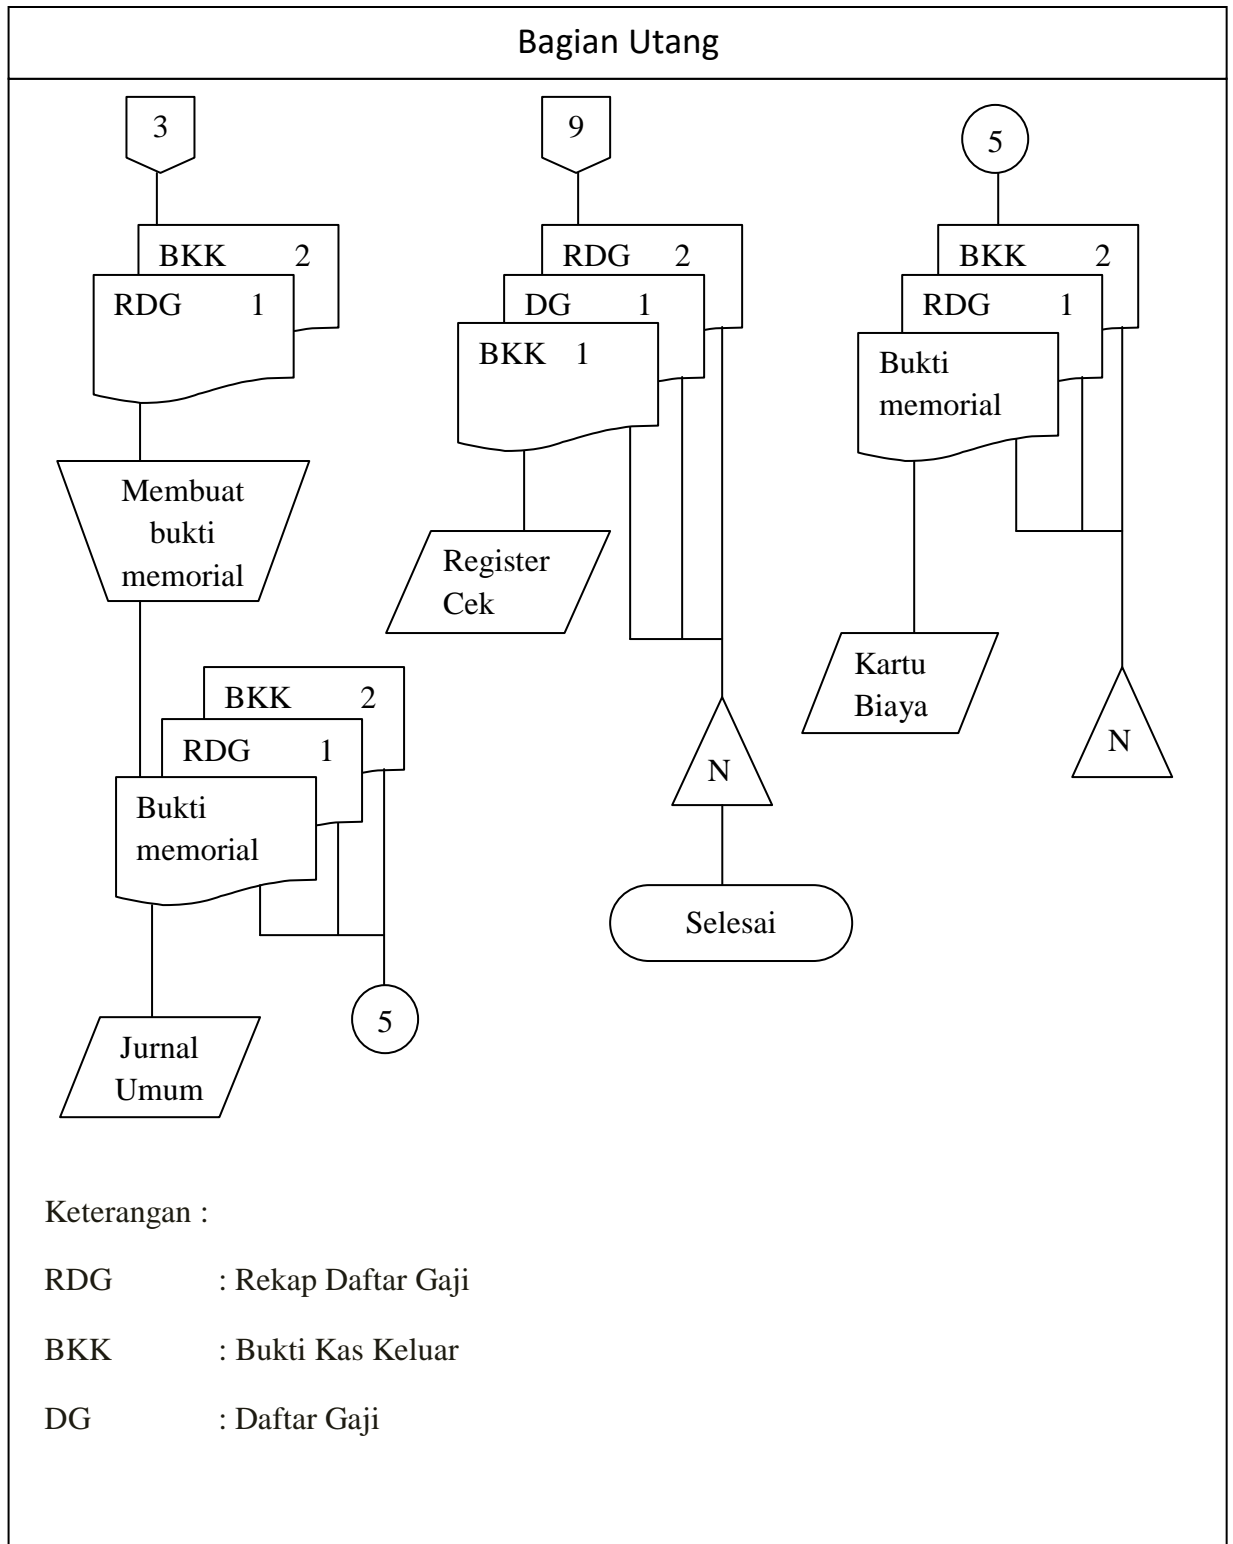 Bagian Utang
3
BKK 2
RDG 1
Membuat
bukti
memorial
BKK 2
RDG 1
Bukti
memorial
5
Jurnal
Umum
9
RDG 2
DG 1
BKK 1
Register
Cek
N
Selesai
5
BKK 2
RDG 1
Bukti
memorial
Kartu
Biaya
N
Keterangan :
RDG : Rekap Daftar Gaji
BKK : Bukti Kas Keluar
DG : Daftar Gaji